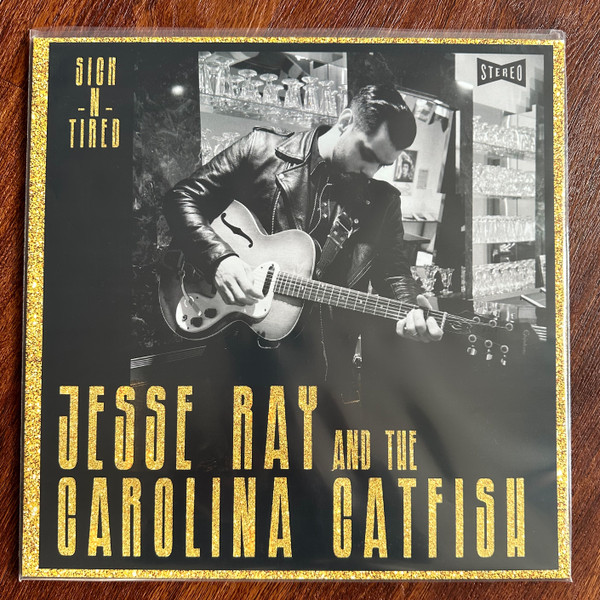 SICK
-N-
TIRED
STEREO
JESSE RAY AND THE
CAROLINA CATFISH